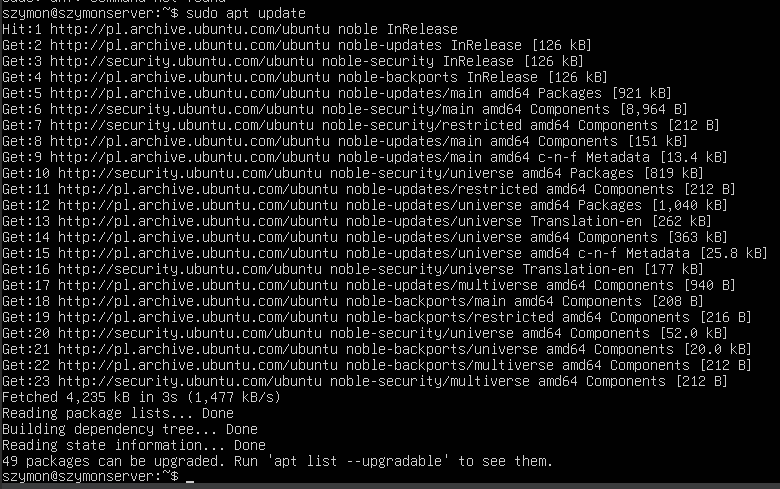 szymon@szymonserver:~$ sudo apt update
Hit:1 http://pl.archive.ubuntu.com/ubuntu noble InRelease
Get:2 http://pl.archive.ubuntu.com/ubuntu noble-updates InRelease [126 kB]
Get:3 http://security.ubuntu.com/ubuntu noble-security InRelease [126 kB]
Get:4 http://pl.archive.ubuntu.com/ubuntu noble-backports InRelease [126 kB]
Get:5 http://pl.archive.ubuntu.com/ubuntu noble-updates/main amd64 Packages [921 kB]
Get:6 http://security.ubuntu.com/ubuntu noble-security/main amd64 Components [8,964 B]
Get:7 http://security.ubuntu.com/ubuntu noble-security/restricted amd64 Components [212 B]
Get:8 http://pl.archive.ubuntu.com/ubuntu noble-updates/main amd64 Components [151 kB]
Get:9 http://pl.archive.ubuntu.com/ubuntu noble-updates/main amd64 c-n-f Metadata [13.4 kB]
Get:10 http://security.ubuntu.com/ubuntu noble-security/universe amd64 Packages [819 kB]
Get:11 http://pl.archive.ubuntu.com/ubuntu noble-updates/restricted amd64 Components [212 B]
Get:12 http://pl.archive.ubuntu.com/ubuntu noble-updates/universe amd64 Packages [1,040 kB]
Get:13 http://pl.archive.ubuntu.com/ubuntu noble-updates/universe Translation-en [262 kB]
Get:14 http://pl.archive.ubuntu.com/ubuntu noble-updates/universe amd64 Components [363 kB]
Get:15 http://pl.archive.ubuntu.com/ubuntu noble-updates/universe amd64 c-n-f Metadata [25.8 kB]
Get:16 http://security.ubuntu.com/ubuntu noble-security/universe Translation-en [177 kB]
Get:17 http://pl.archive.ubuntu.com/ubuntu noble-updates/multiverse amd64 Components [940 B]
Get:18 http://pl.archive.ubuntu.com/ubuntu noble-backports/main amd64 Components [208 B]
Get:19 http://pl.archive.ubuntu.com/ubuntu noble-backports/restricted amd64 Components [216 B]
Get:20 http://security.ubuntu.com/ubuntu noble-security/universe amd64 Components [52.0 kB]
Get:21 http://pl.archive.ubuntu.com/ubuntu noble-backports/universe amd64 Components [20.0 kB]
Get:22 http://pl.archive.ubuntu.com/ubuntu noble-backports/multiverse amd64 Components [212 B]
Get:23 http://security.ubuntu.com/ubuntu noble-security/multiverse amd64 Components [212 B]
Fetched 4,235 kB in 3s (1,477 kB/s)
Reading package lists... Done
Building dependency tree... Done
Reading state information... Done
49 packages can be upgraded. Run 'apt list --upgradable' to see them.
szymon@szymonserver:~$ _